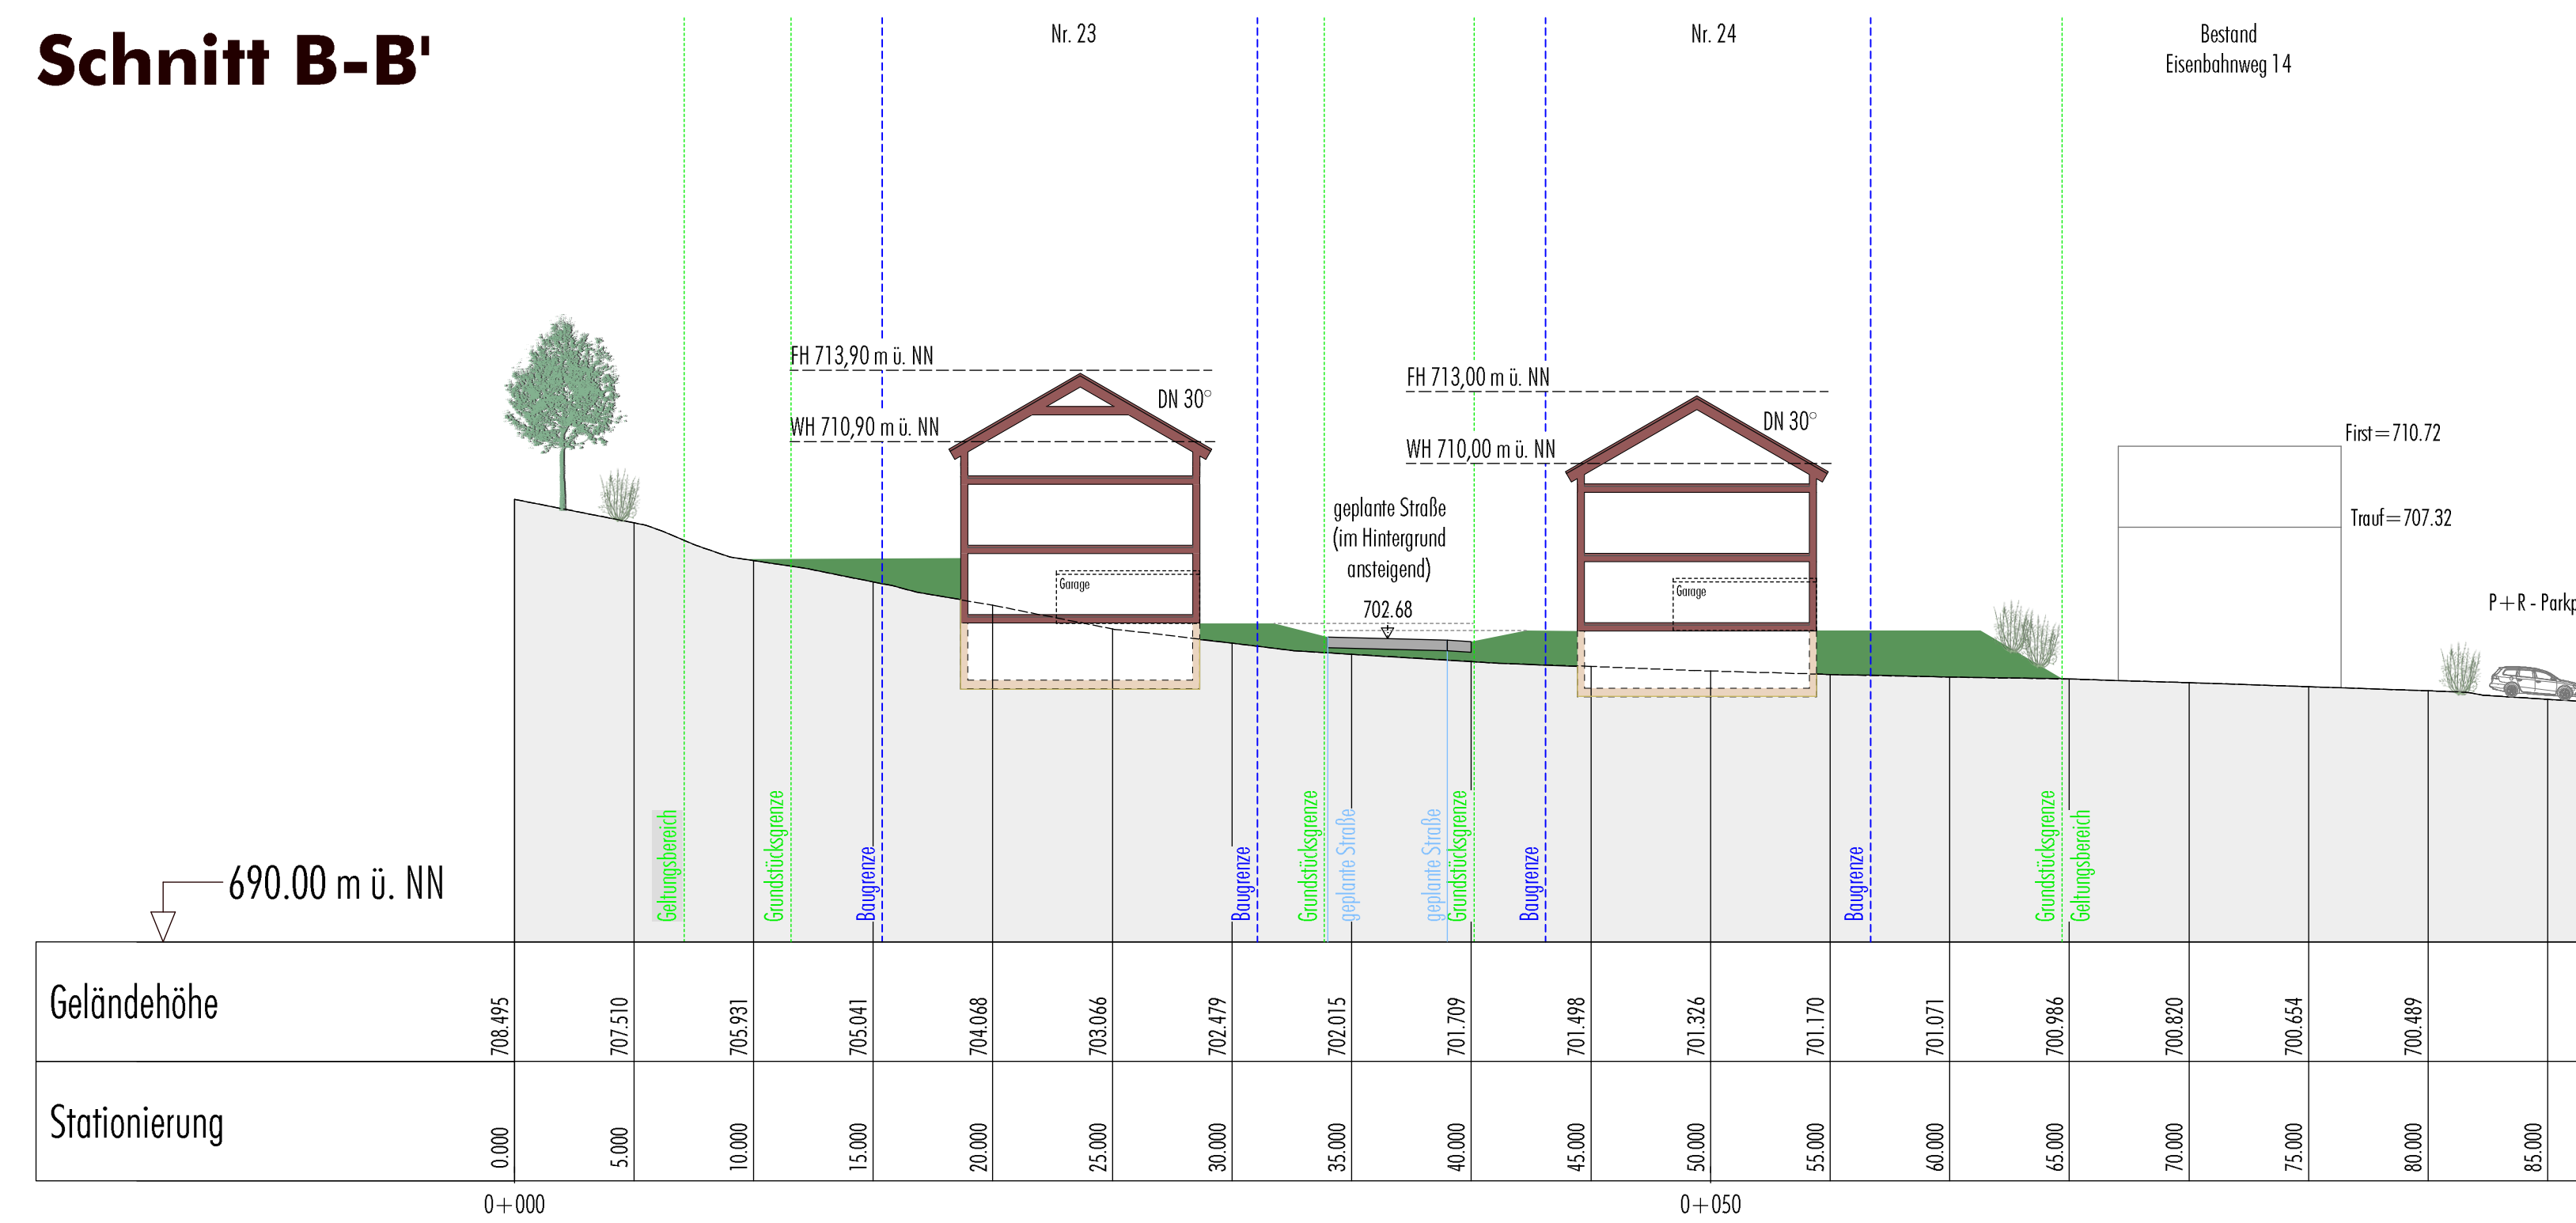 Schnitt B-B'
Nr. 23
Nr. 24
Bestand
Eisenbahnweg 14
FH 713,90 m ü. NN
DN 30°
WH 710,90 m ü. NN
FH 713,00 m ü. NN
DN 30°
WH 710,00 m ü. NN
First=710.72
Trauf=707.32
geplante Straße
(im Hintergrund
ansteigend)
702.68
Garage
Garage
P+R - Parkp
Geltungsbereich
Grundstücksgrenze
Baugrenze
Baugrenze
Grundstücksgrenze
geplante Straße
geplante Straße
Grundstücksgrenze
Baugrenze
Baugrenze
Grundstücksgrenze
Geltungsbereich
690.00 m ü. NN
Geländehöhe
708.495
707.510
705.931
705.041
704.068
703.066
702.479
702.015
701.709
701.498
701.326
701.170
701.071
700.986
700.820
700.654
700.489
Stationierung
0.000
5.000
10.000
15.000
20.000
25.000
30.000
35.000
40.000
45.000
50.000
55.000
60.000
65.000
70.000
75.000
80.000
85.000
0+000
0+050